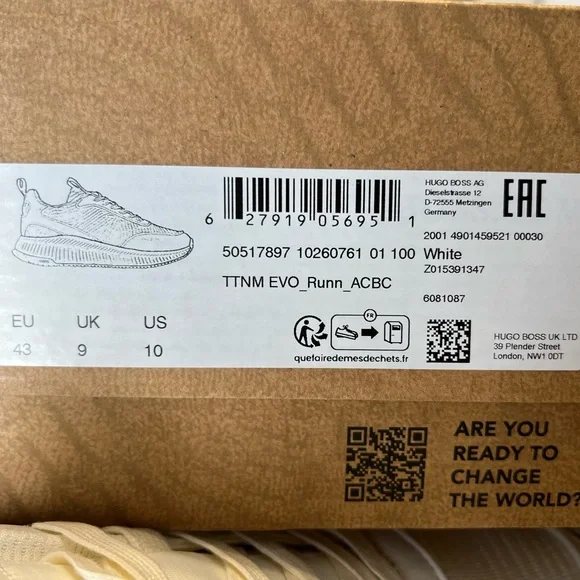 6 27919 05695 1
50517897 10260761 01 100 White
TTNM EVO_Runn_ACBC
HUGO BOSS AG
Dieselstrasse 12
D-72555 Metzingen
Germany
EAC
2001 4901459521 00030
Z015391347
6081087
EU UK US
43 9 10
FR
quefairedemesdechets.fr
HUGO BOSS UK LTD
39 Plender Street
London, NW1 0DT
ARE YOU
READY TO
CHANGE
THE WORLD?